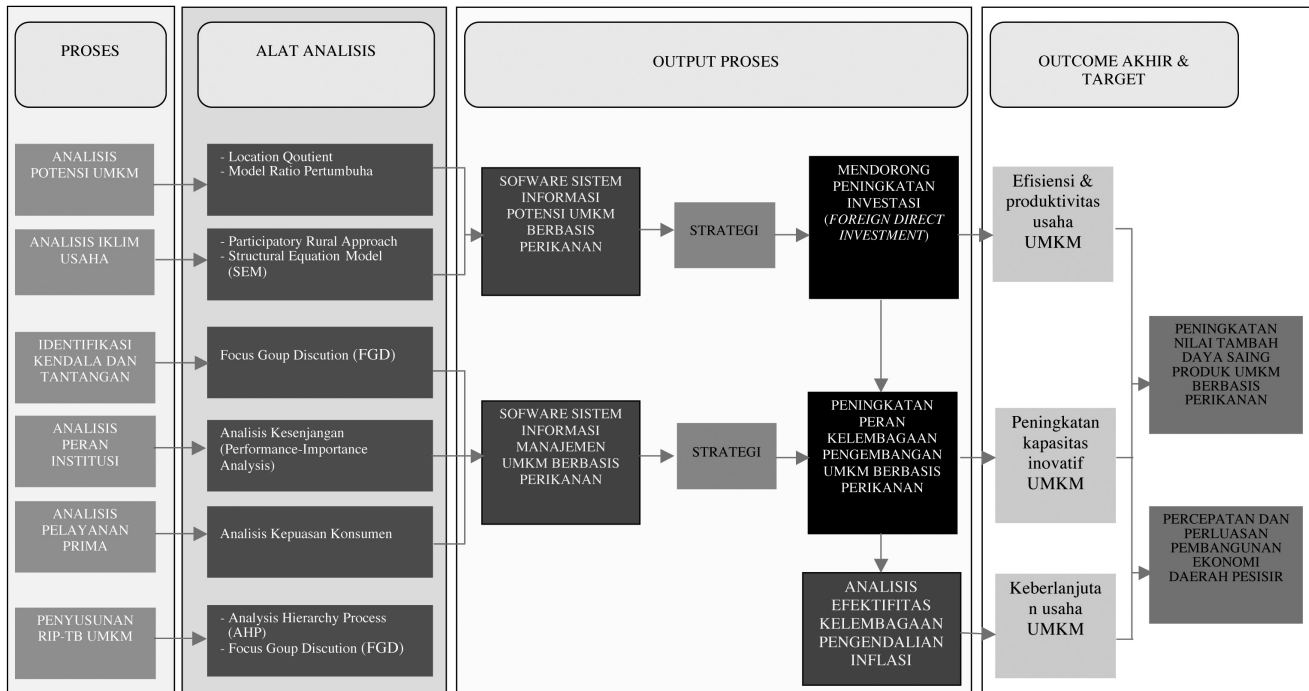 PROSES
ALAT ANALISIS
OUTPUT PROSES
OUTCOME AKHIR &
TARGET
ANALISIS
POTENSI UMKM
ANALISIS IKLIM
USAHA
IDENTIFIKASI
KENDALA DAN
TANTANGAN
ANALISIS
PERAN
INSTITUSI
ANALISIS
PELAYANAN
PRIMA
PENYUSUNAN
RIP-TB UMKM
- Location Qoutient
- Model Ratio Pertumbuha
- Participatory Rural Approach
- Structural Equation Model
(SEM)
Focus Goup Discution (FGD)
Analisis Kesenjangan
(Performance-Importance
Analysis)
Analisis Kepuasan Konsumen
- Analysis Hierarchy Process
(AHP)
- Focus Goup Discution (FGD)
SOFWARE SISTEM
INFORMASI
POTENSI UMKM
BERBASIS
PERIKANAN
STRATEGI
MENDORONG
PENINGKATAN
INVESTASI
(FOREIGN DIRECT
INVESTMENT)
SOFWARE SISTEM
INFORMASI
MANAJEMEN
UMKM BERBASIS
PERIKANAN
STRATEGI
PENINGKATAN
PERAN
KELEMBAGAAN
PENGEMBANGAN
UMKM BERBASIS
PERIKANAN
ANALISIS
EFEKTIFITAS
KELEMBAGAAN
PENGENDALIAN
INFLASI
Efisiensi &
produktivitas
usaha
UMKM
Peningkatan
kapasitas
inovatif
UMKM
Keberlanjuta
n usaha
UMKM
PENINGKATAN
NILAI TAMBAH
DAYA SAING
PRODUK UMKM
BERBASIS
PERIKANAN
PERCEPATAN DAN
PERLUASAN
PEMBANGUNAN
EKONOMI
DAERAH PESISIR